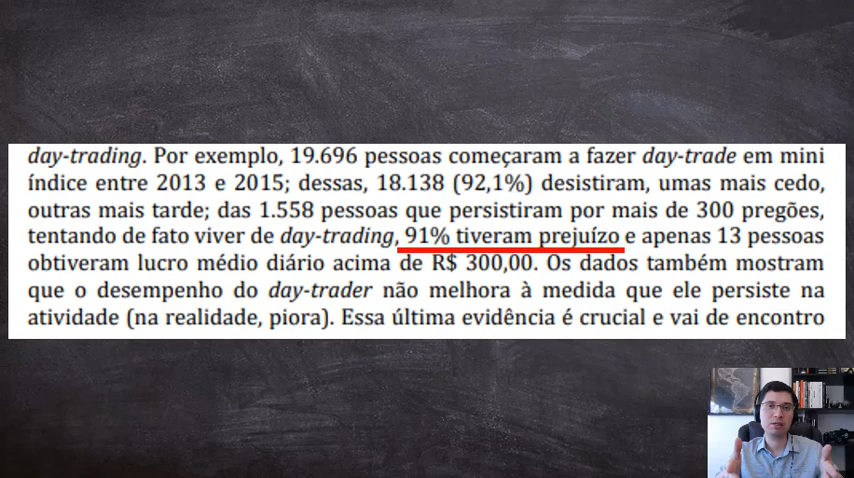 day-trading. Por exemplo, 19.696 pessoas começaram a fazer day-trade em mini
índice entre 2013 e 2015; dessas, 18.138 (92,1%) desistiram, umas mais cedo,
outras mais tarde; das 1.558 pessoas que persistiram por mais de 300 pregões,
tentando de fato viver de day-trading, 91% tiveram prejuízo e apenas 13 pessoas
obtiveram lucro médio diário acima de R$ 300,00. Os dados também mostram
que o desempenho do day-trader não melhora à medida que ele persiste na
atividade (na realidade, piora). Essa última evidência é crucial e vai de encontro